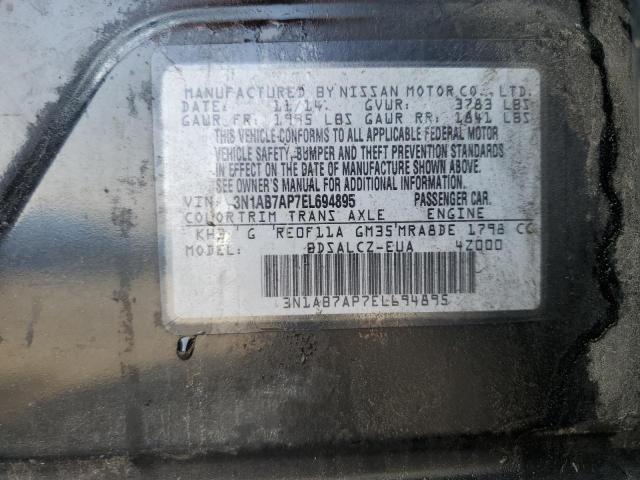 MANUFACTURED BY NISSAN MOTOR CO., LTD.
DATE: 11/14 GVWR: 3783 LBS
GAWR FR: 1995 LBS GAWR RR: 1841 LBS
THIS VEHICLE CONFORMS TO ALL APPLICABLE FEDERAL MOTOR
VEHICLE SAFETY, BUMPER AND THEFT PREVENTION STANDARDS
IN EFFECT ON THE DATE OF MANUFACTURE SHOWN ABOVE.
SEE OWNER'S MANUAL FOR ADDITIONAL INFORMATION.
VIN: 3N1AB7AP7EL694895 PASSENGER CAR.
COLOR TRIM TRANS AXLE ENGINE
KH3 G RE0F11A GM35 MRA8DE 1798 CC
MODEL: BDSALCZ-EUA 4Z000
3N1AB7AP7EL694895